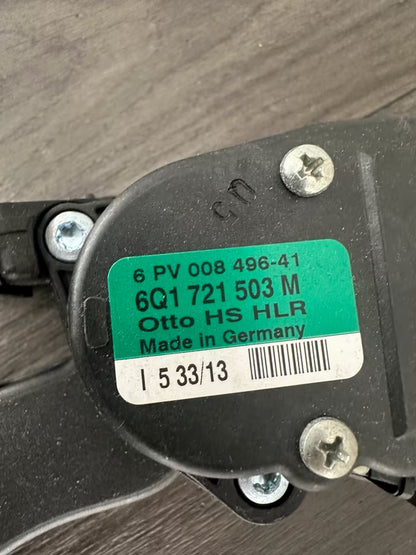 6 PV 008 496-41
6Q1 721 503 M
Otto HS HLR
Made in Germany
I 5 33/13